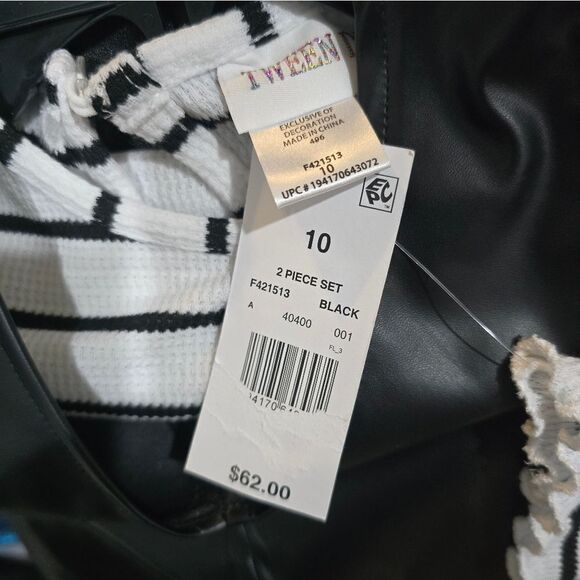 TWEEN
EXCLUSIVE OF
DECORATION
MADE IN CHINA
496
F421513
10
UPC # 194170643072
EPC
™
10
2 PIECE SET
F421513 BLACK
A 40400 001
FL_3
$62.00